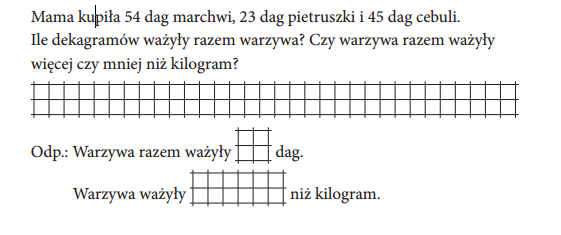 Mama kupiła 54 dag marchwi, 23 dag pietruszki i 45 dag cebuli.
Ile dekagramów ważyły razem warzywa? Czy warzywa razem ważyły
więcej czy mniej niż kilogram?
Odp.: Warzywa razem ważyły dag.
Warzywa ważyły niż kilogram.